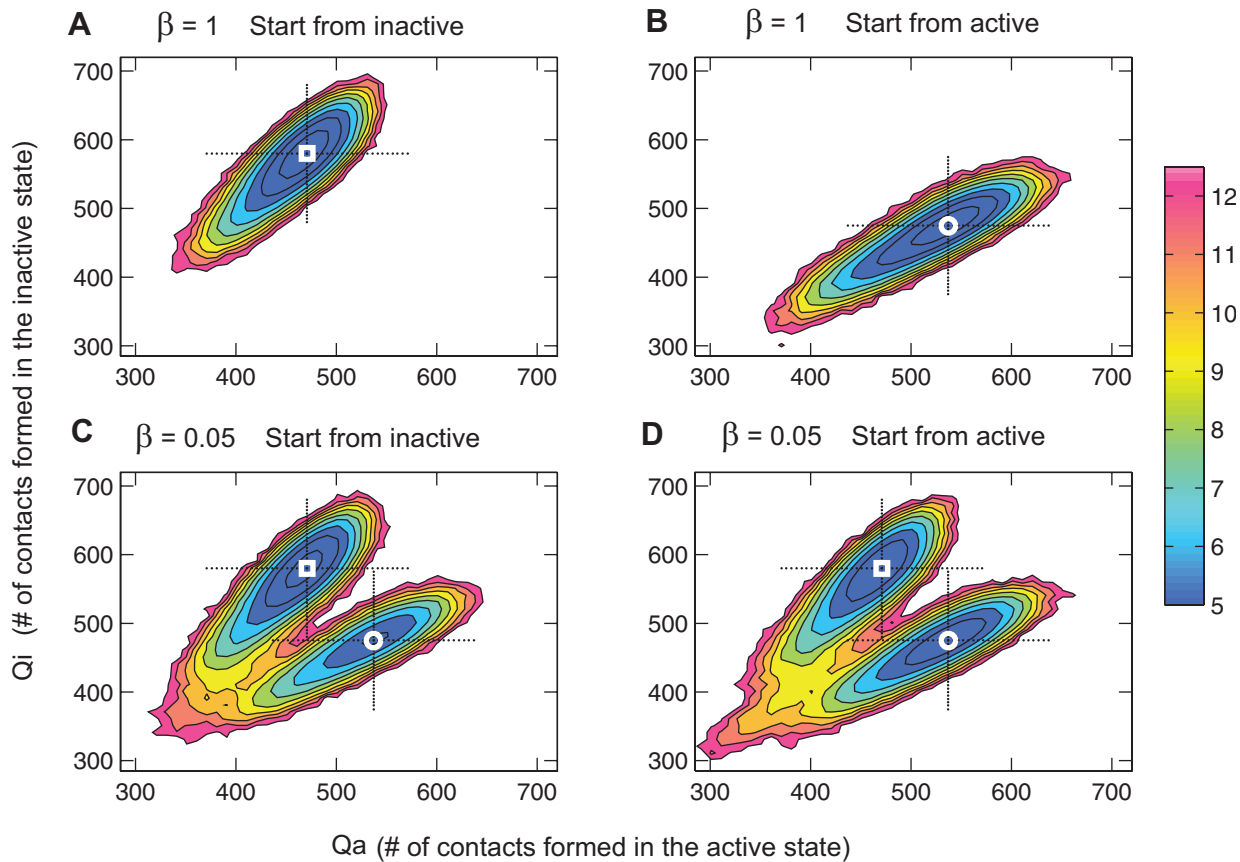 A β = 1 Start from inactive
B β = 1 Start from active
700
600
500
400
300
300 400 500 600 700
700
600
500
400
300
300 400 500 600 700
C β = 0.05 Start from inactive
D β = 0.05 Start from active
700
600
500
400
300
300 400 500 600 700
700
600
500
400
300
300 400 500 600 700
12
11
10
9
8
7
6
5
Qi (# of contacts formed in the inactive state)
Qa (# of contacts formed in the active state)